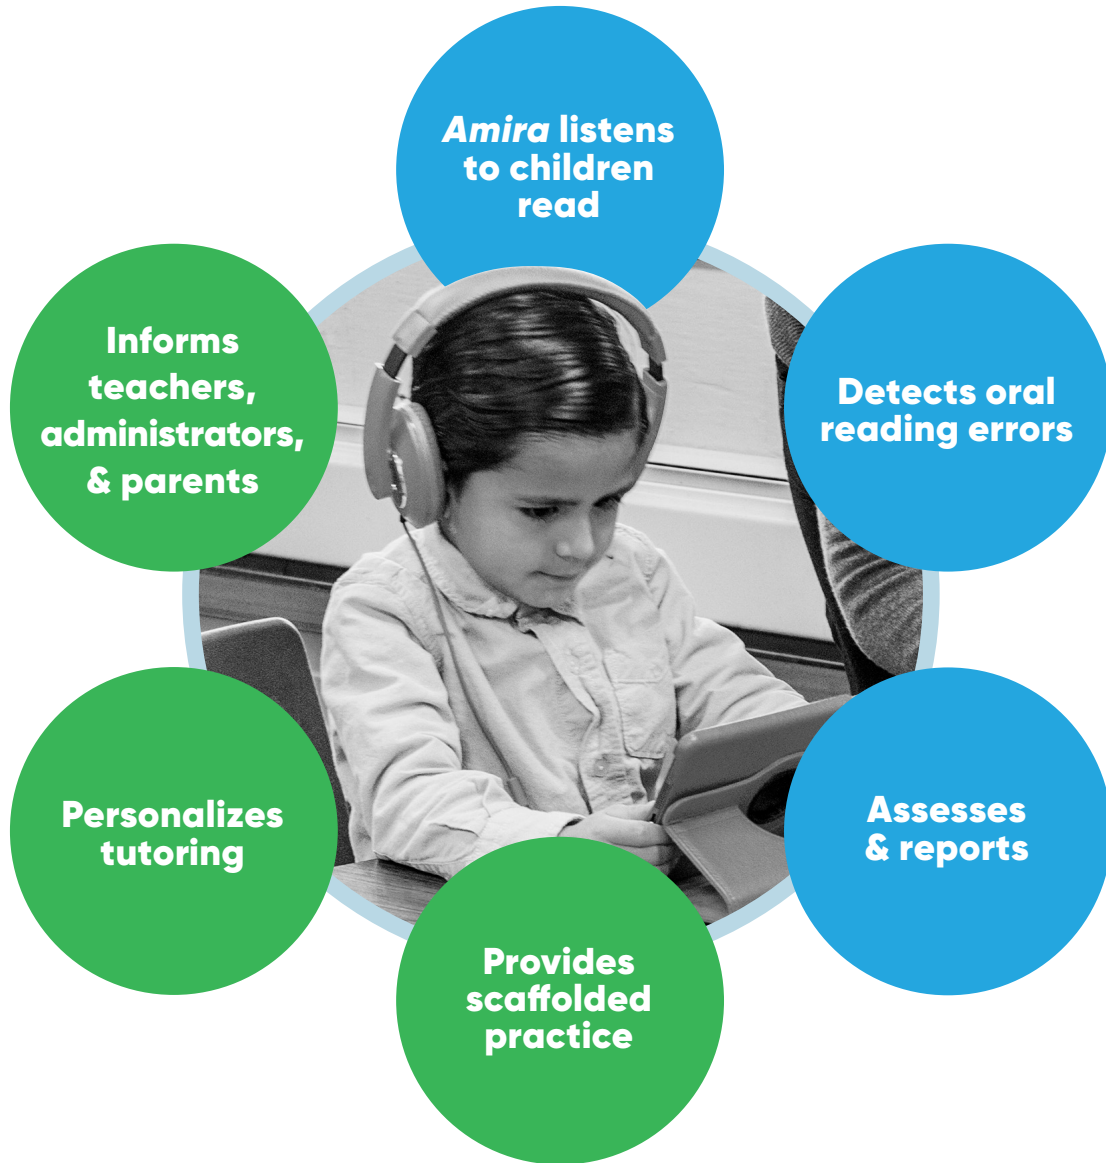 Amira listens
to children
read
Detects oral
reading errors
Assesses
& reports
Provides
scaffolded
practice
Personalizes
tutoring
Informs
teachers,
administrators,
& parents